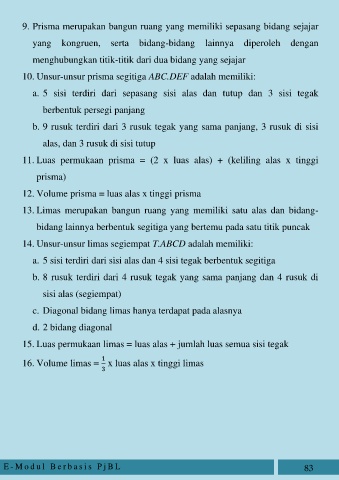 9. Prisma merupakan bangun ruang yang memiliki sepasang bidang sejajar
yang kongruen, serta bidang-bidang lainnya diperoleh dengan
menghubungkan titik-titik dari dua bidang yang sejajar
10. Unsur-unsur prisma segitiga ABC.DEF adalah memiliki:
a. 5 sisi terdiri dari sepasang sisi alas dan tutup dan 3 sisi tegak
berbentuk persegi panjang
b. 9 rusuk terdiri dari 3 rusuk tegak yang sama panjang, 3 rusuk di sisi
alas, dan 3 rusuk di sisi tutup
11. Luas permukaan prisma = (2 x luas alas) + (keliling alas x tinggi
prisma)
12. Volume prisma = luas alas x tinggi prisma
13. Limas merupakan bangun ruang yang memiliki satu alas dan bidang-
bidang lainnya berbentuk segitiga yang bertemu pada satu titik puncak
14. Unsur-unsur limas segiempat T.ABCD adalah memiliki:
a. 5 sisi terdiri dari sisi alas dan 4 sisi tegak berbentuk segitiga
b. 8 rusuk terdiri dari 4 rusuk tegak yang sama panjang dan 4 rusuk di
sisi alas (segiempat)
c. Diagonal bidang limas hanya terdapat pada alasnya
d. 2 bidang diagonal
15. Luas permukaan limas = luas alas + jumlah luas semua sisi tegak
16. Volume limas = 1/3 x luas alas x tinggi limas
E-Modul Berbasis PjBL 83